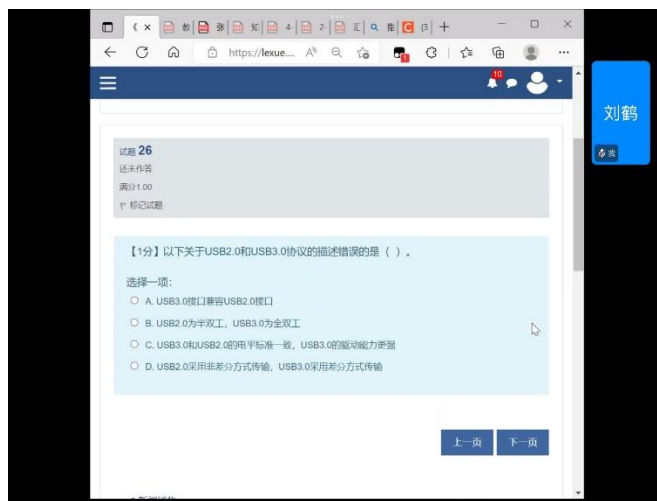 https://lexue....
10
刘鹤
试题 26
还未作答
满分1.00
标记试题
【1分】以下关于USB2.0和USB3.0协议的描述错误的是（ ）。
选择一项：
A. USB3.0接口兼容USB2.0接口
B. USB2.0为半双工，USB3.0为全双工
C. USB3.0和USB2.0的电平标准一致，USB3.0的驱动能力更强
D. USB2.0采用非差分方式传输，USB3.0采用差分方式传输
上一页 下一页